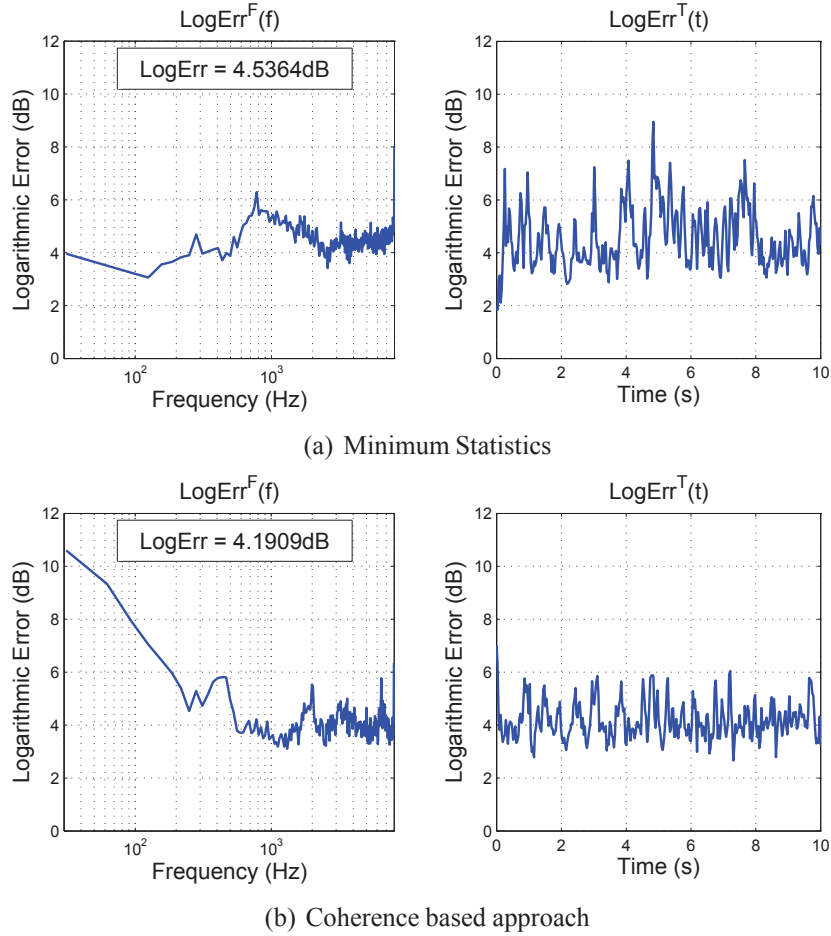 LogErr^F(f)
LogErr = 4.5364dB
12
10
8
6
4
2
0
Logarithmic Error (dB)
10^2
10^3
Frequency (Hz)
LogErr^T(t)
12
10
8
6
4
2
0
Logarithmic Error (dB)
0 2 4 6 8 10
Time (s)
(a) Minimum Statistics
LogErr^F(f)
LogErr = 4.1909dB
12
10
8
6
4
2
0
Logarithmic Error (dB)
10^2
10^3
Frequency (Hz)
LogErr^T(t)
12
10
8
6
4
2
0
Logarithmic Error (dB)
0 2 4 6 8 10
Time (s)
(b) Coherence based approach